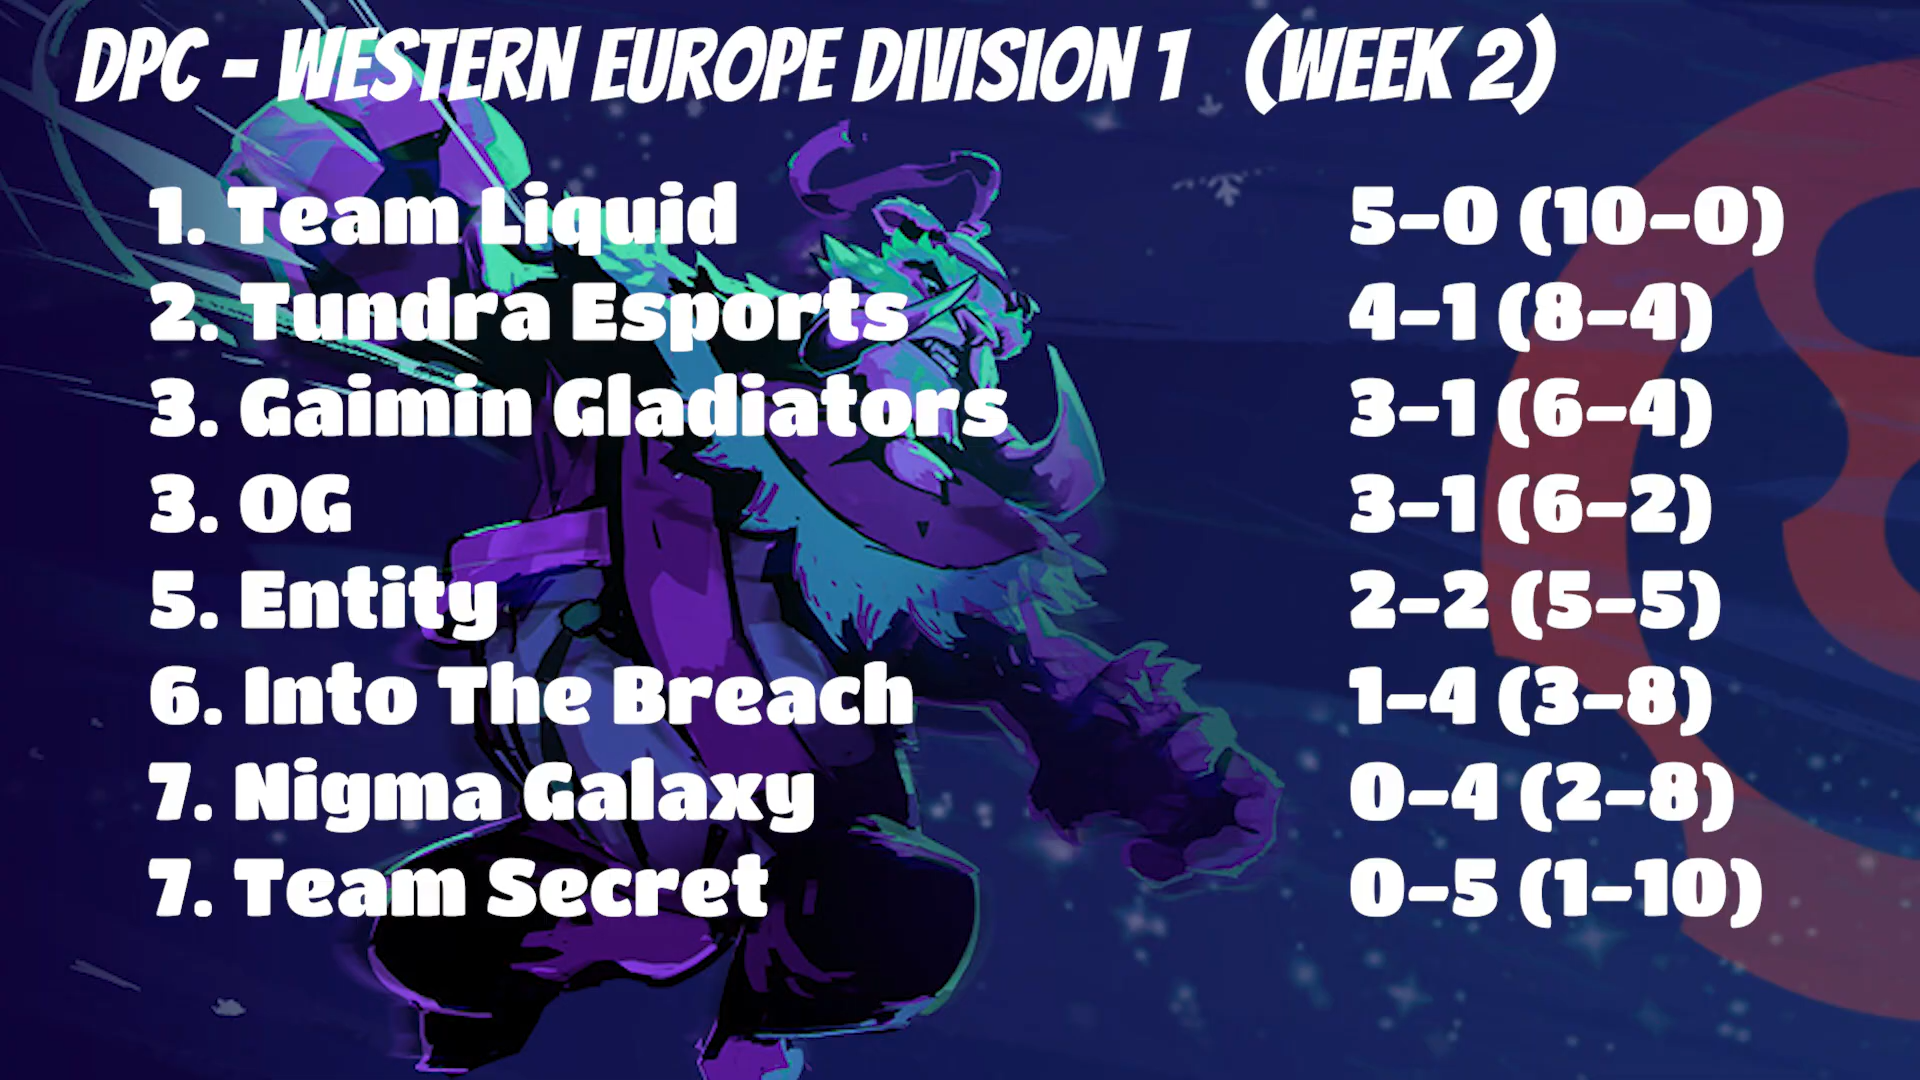 DPC - WESTERN EUROPE DIVISION 1 (WEEK 2)
1. Team Liquid 5-0 (10-0)
2. Tundra Esports 4-1 (8-4)
3. Gaimin Gladiators 3-1 (6-4)
3. OG 3-1 (6-2)
5. Entity 2-2 (5-5)
6. Into The Breach 1-4 (3-8)
7. Nigma Galaxy 0-4 (2-8)
7. Team Secret 0-5 (1-10)